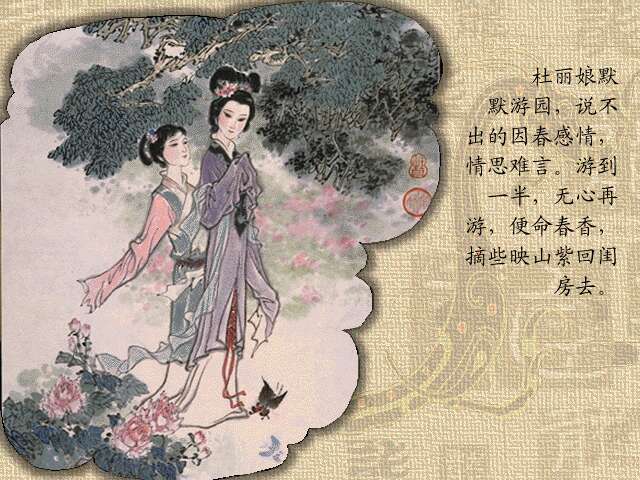 杜丽娘默
默游园，说不
出的因春感情，
情思难言。游到
一半，无心再
游，便命春香，
摘些映山紫回闺
房去。